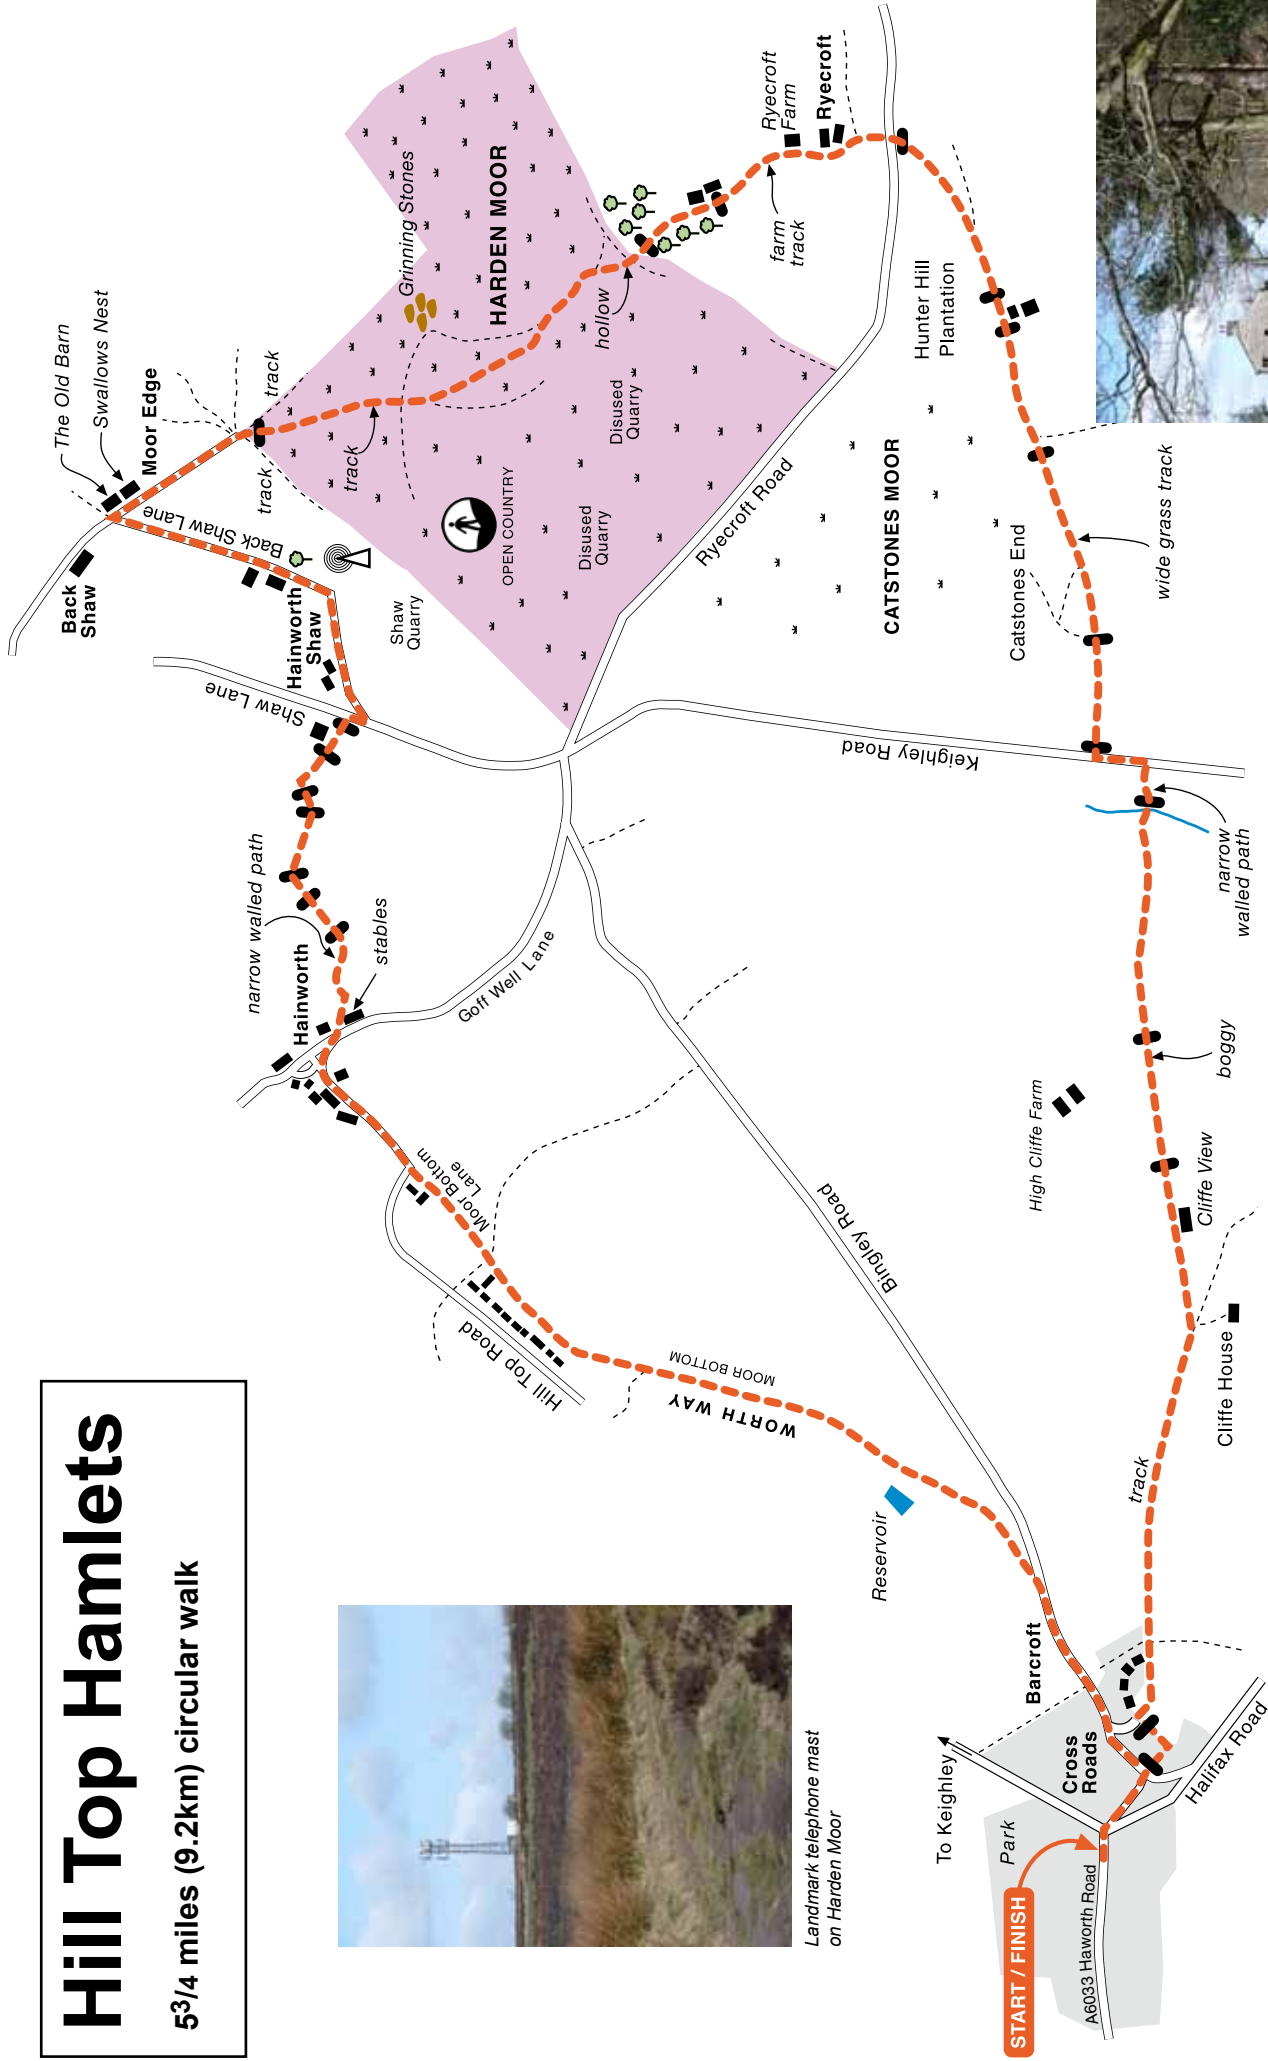 Hill Top Hamlets
5 3/4 miles (9.2km) circular walk
Landmark telephone mast
on Harden Moor
START / FINISH
A6033 Haworth Road
Park
To Keighley
Cross
Roads
Halifax Road
Barcroft
Reservoir
WORTH WAY
MOOR BOTTOM
Hill Top Road
Moor Bottom
Lane
Bingley Road
Hainworth
stables
narrow walled path
Goff Well Lane
Shaw Lane
Hainworth
Shaw
Back
Shaw
Back Shaw Lane
The Old Barn
Swallows Nest
Moor Edge
track
track
track
Shaw
Quarry
OPEN COUNTRY
Grinning Stones
HARDEN MOOR
Disused
Quarry
Disused
Quarry
hollow
Ryecroft
Farm
Ryecroft
farm
track
Ryecroft Road
Hunter Hill
Plantation
CATSTONES MOOR
Catstones End
wide grass track
Keighley Road
narrow
walled path
boggy
High Cliffe Farm
Cliffe View
Cliffe House
track